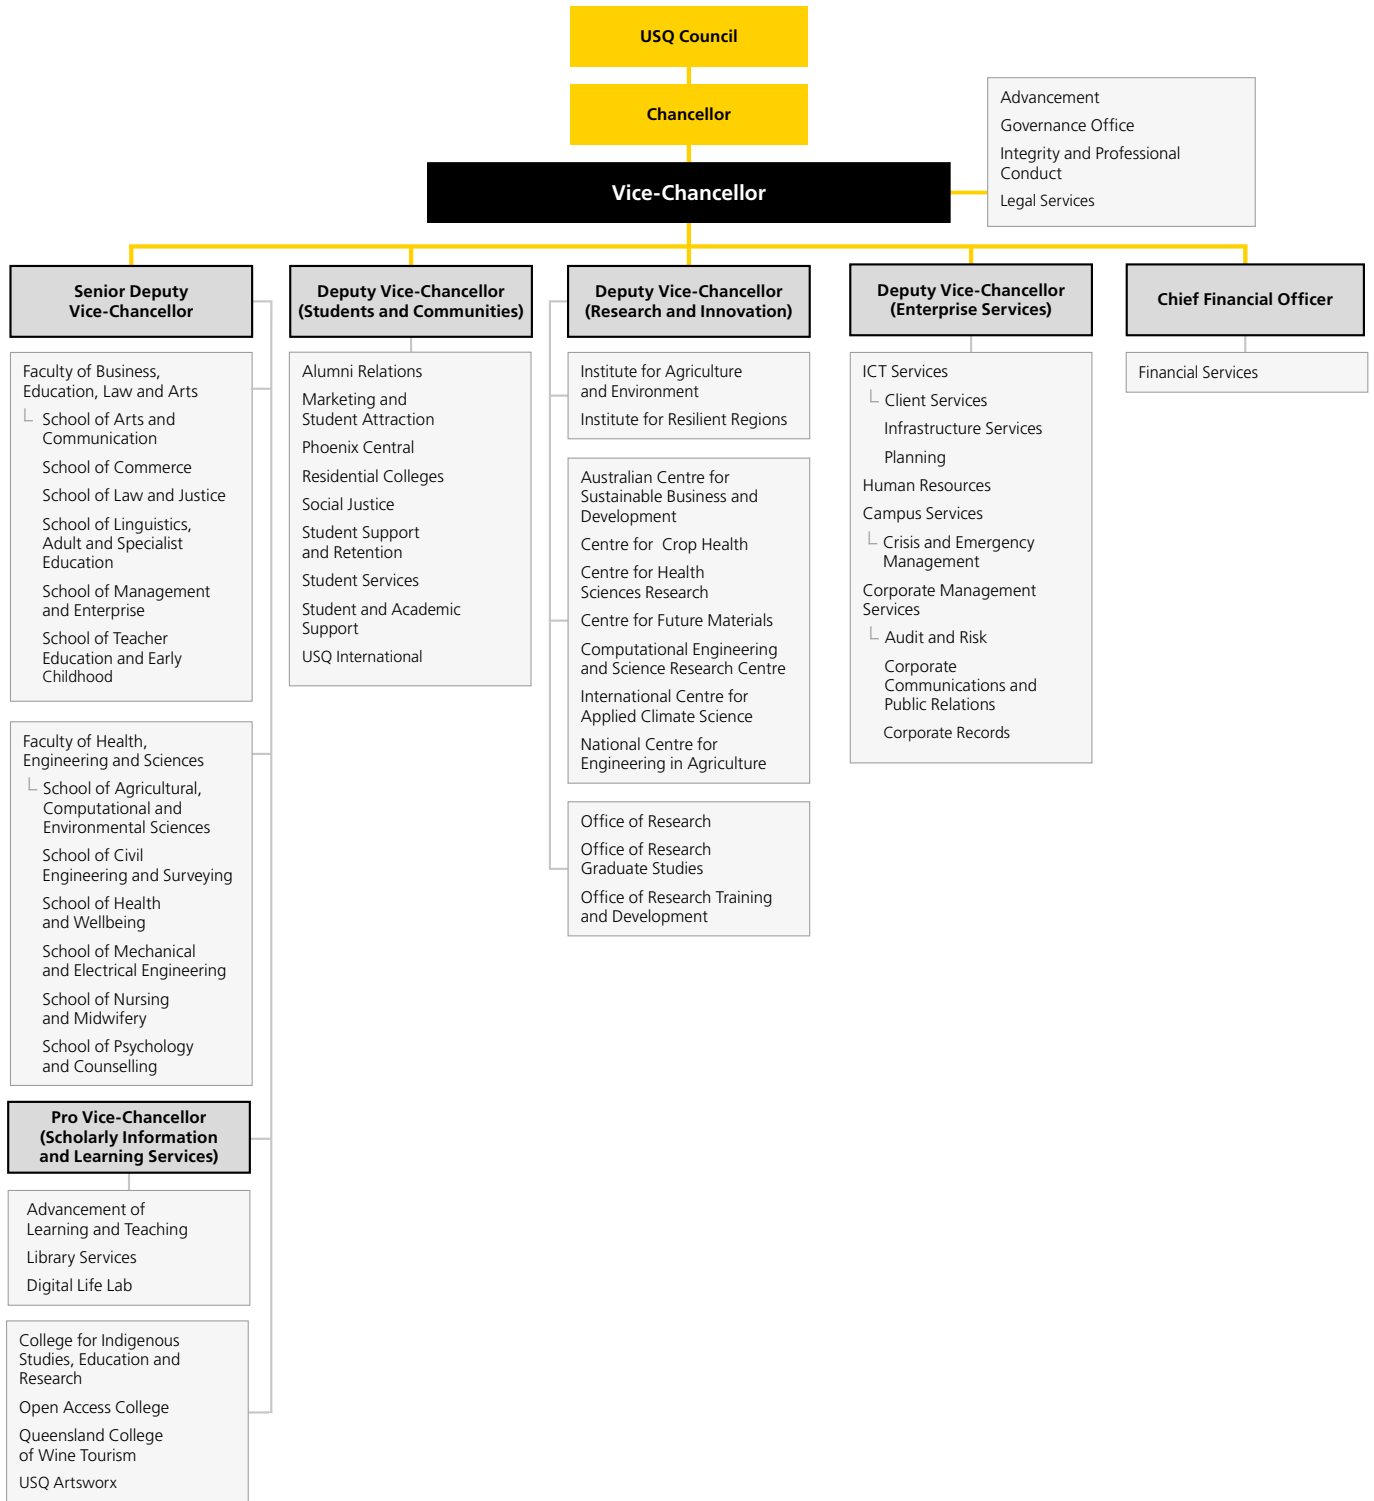 USQ Council
Chancellor
Vice-Chancellor
Advancement
Governance Office
Integrity and Professional
Conduct
Legal Services
Senior Deputy
Vice-Chancellor
Faculty of Business,
Education, Law and Arts
School of Arts and
Communication
School of Commerce
School of Law and Justice
School of Linguistics,
Adult and Specialist
Education
School of Management
and Enterprise
School of Teacher
Education and Early
Childhood
Faculty of Health,
Engineering and Sciences
School of Agricultural,
Computational and
Environmental Sciences
School of Civil
Engineering and Surveying
School of Health
and Wellbeing
School of Mechanical
and Electrical Engineering
School of Nursing
and Midwifery
School of Psychology
and Counselling
Pro Vice-Chancellor
(Scholarly Information
and Learning Services)
Advancement of
Learning and Teaching
Library Services
Digital Life Lab
College for Indigenous
Studies, Education and
Research
Open Access College
Queensland College
of Wine Tourism
USQ Artsworx
Deputy Vice-Chancellor
(Students and Communities)
Alumni Relations
Marketing and
Student Attraction
Phoenix Central
Residential Colleges
Social Justice
Student Support
and Retention
Student Services
Student and Academic
Support
USQ International
Deputy Vice-Chancellor
(Research and Innovation)
Institute for Agriculture
and Environment
Institute for Resilient Regions
Australian Centre for
Sustainable Business and
Development
Centre for Crop Health
Centre for Health
Sciences Research
Centre for Future Materials
Computational Engineering
and Science Research Centre
International Centre for
Applied Climate Science
National Centre for
Engineering in Agriculture
Office of Research
Office of Research
Graduate Studies
Office of Research Training
and Development
Deputy Vice-Chancellor
(Enterprise Services)
ICT Services
Client Services
Infrastructure Services
Planning
Human Resources
Campus Services
Crisis and Emergency
Management
Corporate Management
Services
Audit and Risk
Corporate
Communications and
Public Relations
Corporate Records
Chief Financial Officer
Financial Services